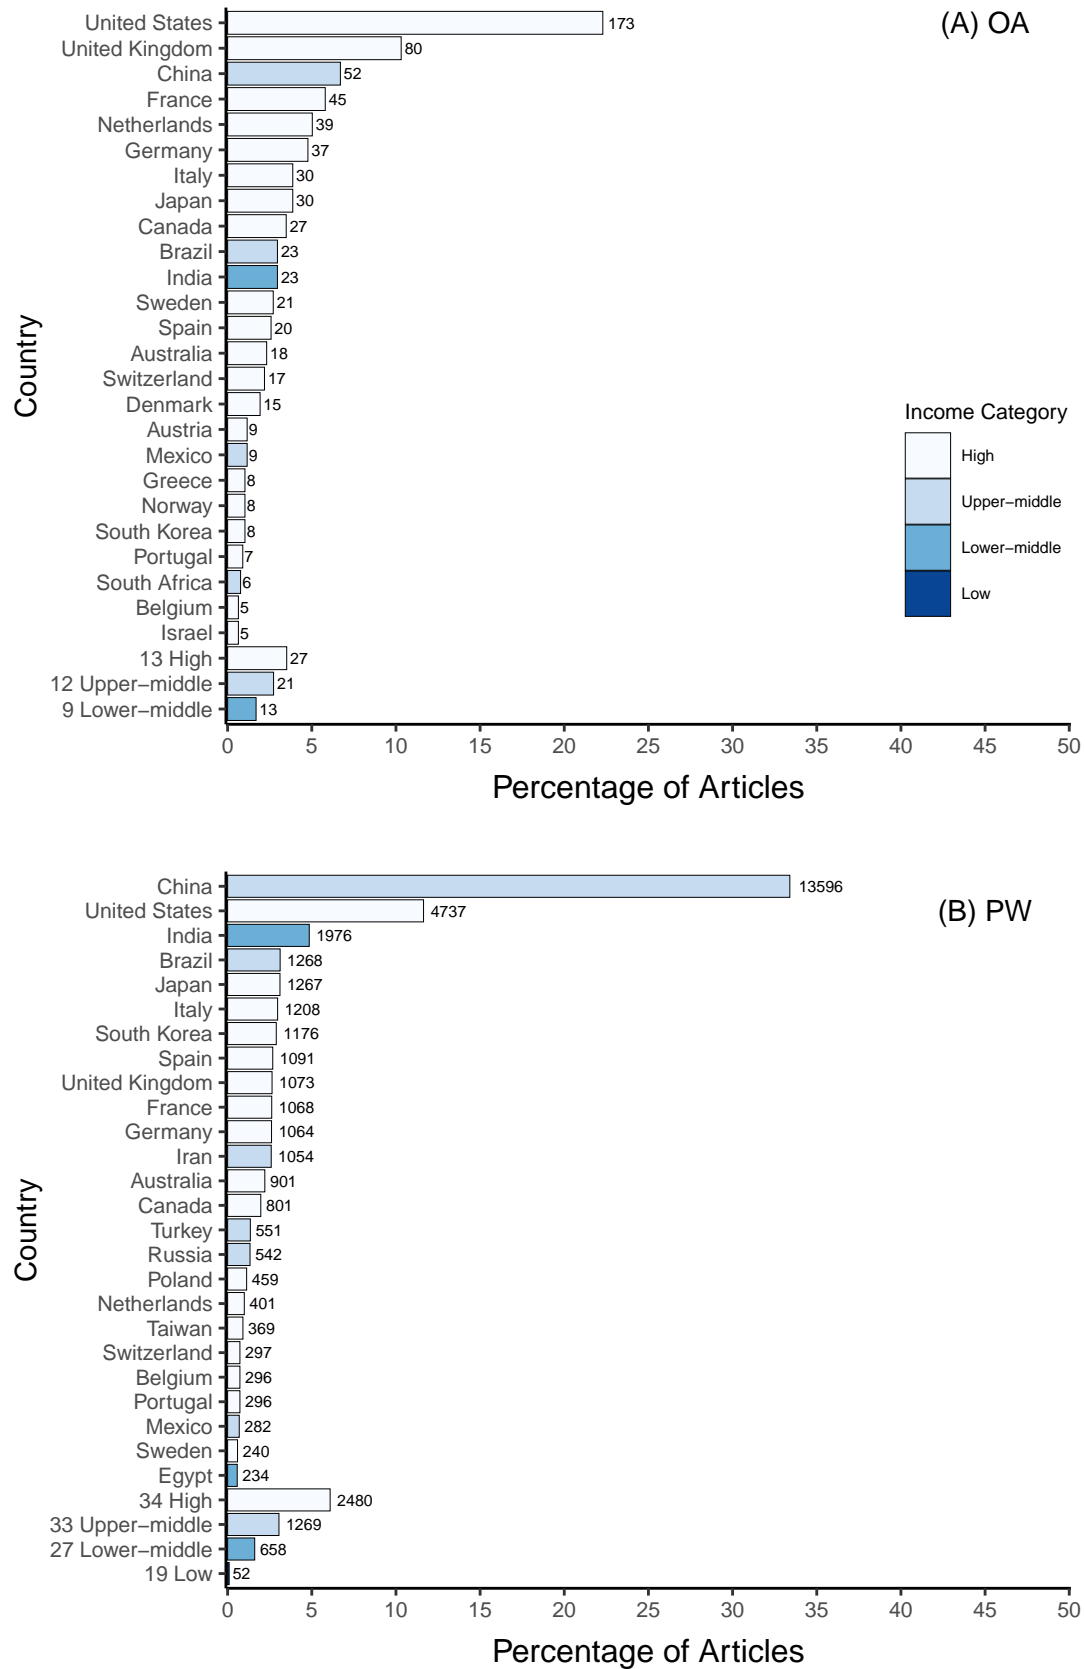 (A) OA
United States 173
United Kingdom 80
China 52
France 45
Netherlands 39
Germany 37
Italy 30
Japan 30
Canada 27
Brazil 23
India 23
Sweden 21
Spain 20
Australia 18
Switzerland 17
Denmark 15
Austria 9
Mexico 9
Greece 8
Norway 8
South Korea 8
Portugal 7
South Africa 6
Belgium 5
Israel 5
13 High 27
12 Upper−middle 21
9 Lower−middle 13
Country
Income Category
High
Upper−middle
Lower−middle
Low
0 5 10 15 20 25 30 35 40 45 50
Percentage of Articles
(B) PW
China 13596
United States 4737
India 1976
Brazil 1268
Japan 1267
Italy 1208
South Korea 1176
Spain 1091
United Kingdom 1073
France 1068
Germany 1064
Iran 1054
Australia 901
Canada 801
Turkey 551
Russia 542
Poland 459
Netherlands 401
Taiwan 369
Switzerland 297
Belgium 296
Portugal 296
Mexico 282
Sweden 240
Egypt 234
34 High 2480
33 Upper−middle 1269
27 Lower−middle 658
19 Low 52
Country
0 5 10 15 20 25 30 35 40 45 50
Percentage of Articles